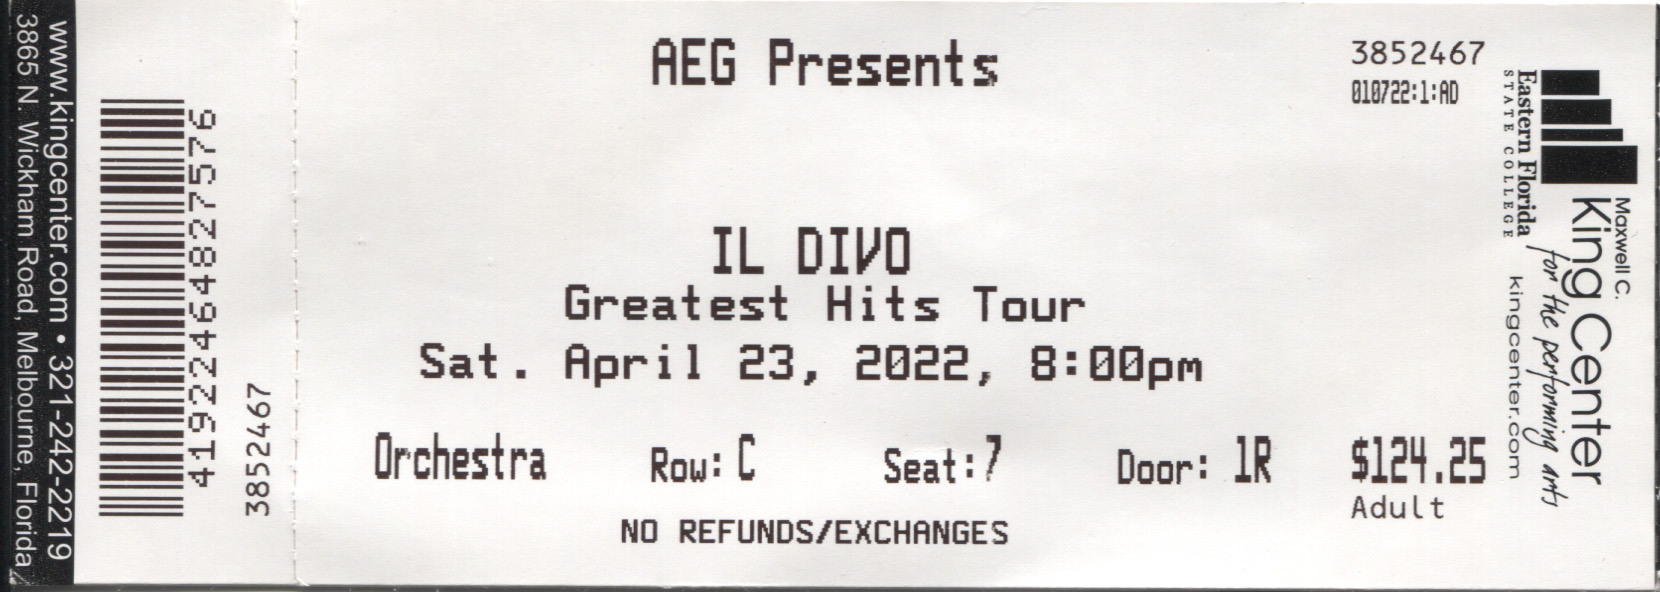 www.kingcenter.com • 321-242-2219
3865 N. Wickham Road, Melbourne, Florida
419224648275​76
3852467
AEG Presents
3852467
010722:1:AD
IL DIVO
Greatest Hits Tour
Sat. April 23, 2022, 8:00pm
Orchestra Row: C Seat: 7 Door: 1R $124.25
Adult
NO REFUNDS/EXCHANGES
Maxwell C.
King Center
for the performing arts
Eastern Florida
STATE COLLEGE
kingcenter.com